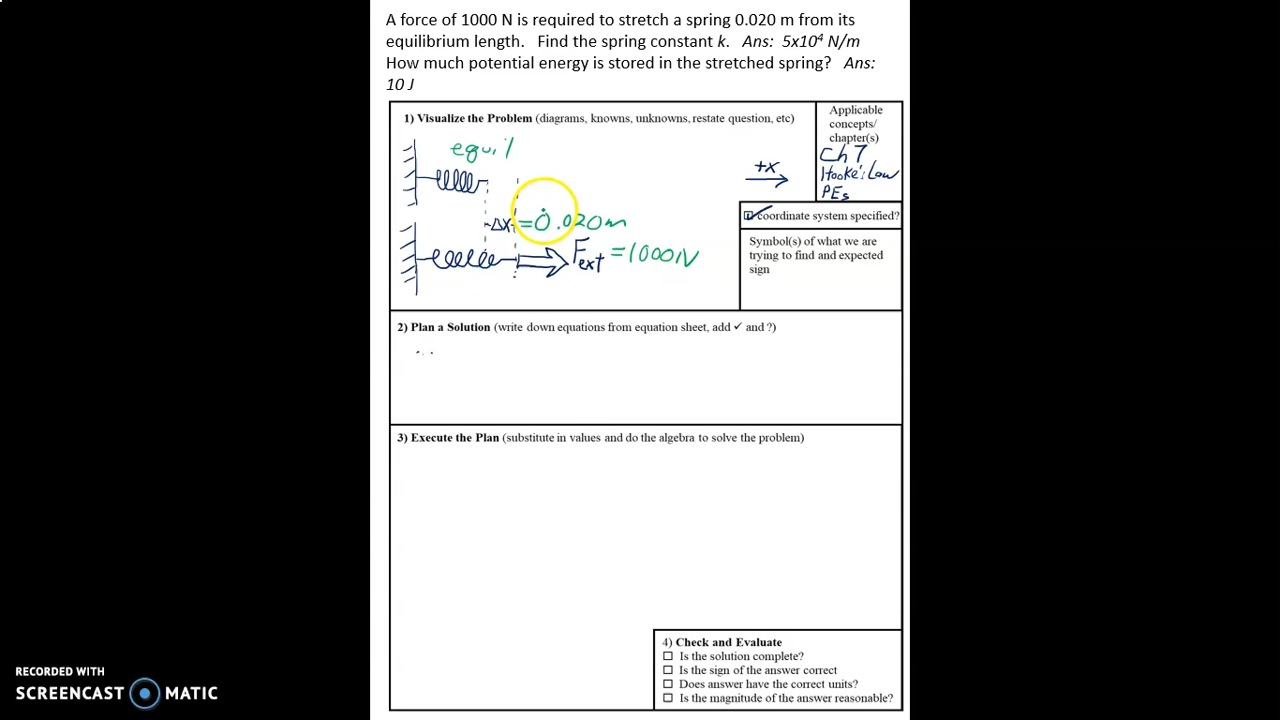 A force of 1000 N is required to stretch a spring 0.020 m from its
equilibrium length.   Find the spring constant k.   Ans:  5x10⁴ N/m
How much potential energy is stored in the stretched spring?   Ans:
10 J
1) Visualize the Problem (diagrams, knowns, unknowns, restate question, etc)
Applicable
concepts/
chapter(s)
Ch 7
Hooke's Law
PEs
equil
+x
Δx = 0.020m
Fext = 1000N
coordinate system specified?
Symbol(s) of what we are
trying to find and expected
sign
2) Plan a Solution (write down equations from equation sheet, add ✓ and ?)
3) Execute the Plan (substitute in values and do the algebra to solve the problem)
4) Check and Evaluate
☐ Is the solution complete?
☐ Is the sign of the answer correct
☐ Does answer have the correct units?
☐ Is the magnitude of the answer reasonable?
RECORDED WITH
SCREENCAST MATIC